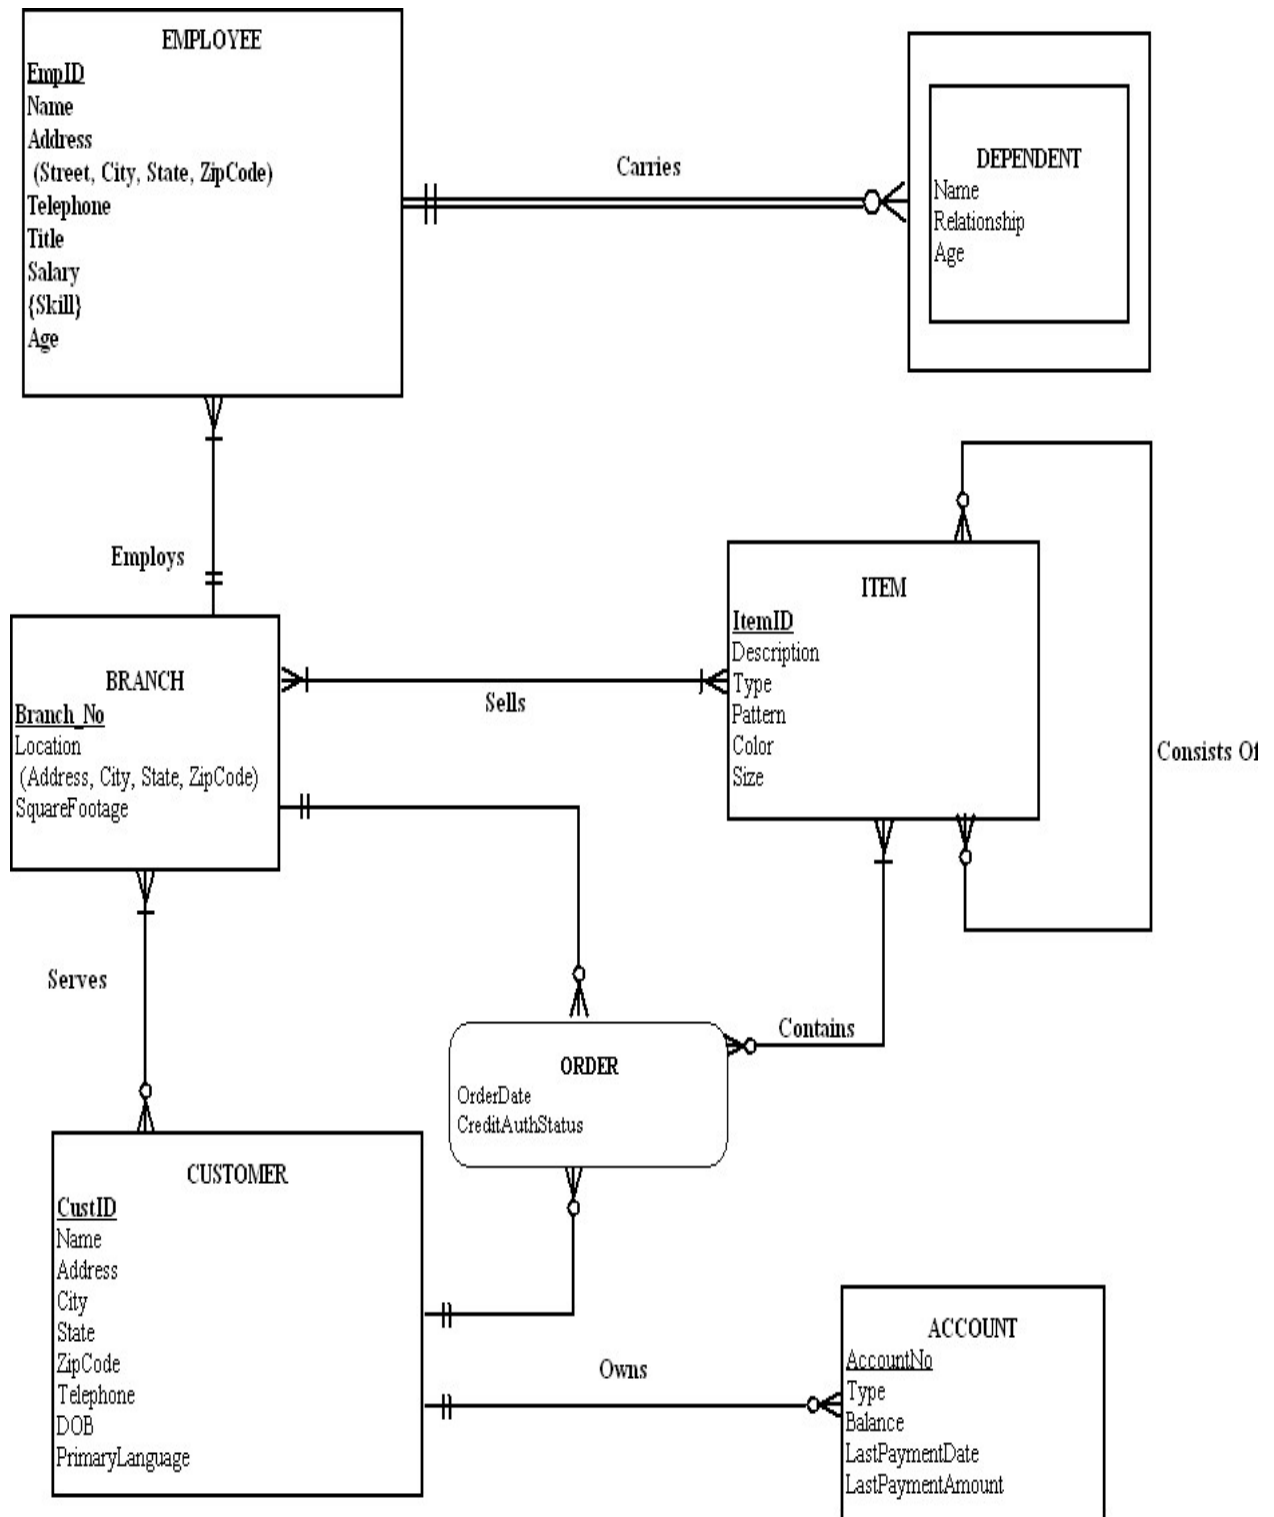 EMPLOYEE
EmpID
Name
Address
(Street, City, State, ZipCode)
Telephone
Title
Salary
{Skill}
Age
Carries
DEPENDENT
Name
Relationship
Age
Employs
BRANCH
Branch_No
Location
(Address, City, State, ZipCode)
SquareFootage
Sells
ITEM
ItemID
Description
Type
Pattern
Color
Size
Consists Of
Serves
Contains
ORDER
OrderDate
CreditAuthStatus
CUSTOMER
CustID
Name
Address
City
State
ZipCode
Telephone
DOB
PrimaryLanguage
Owns
ACCOUNT
AccountNo
Type
Balance
LastPaymentDate
LastPaymentAmount